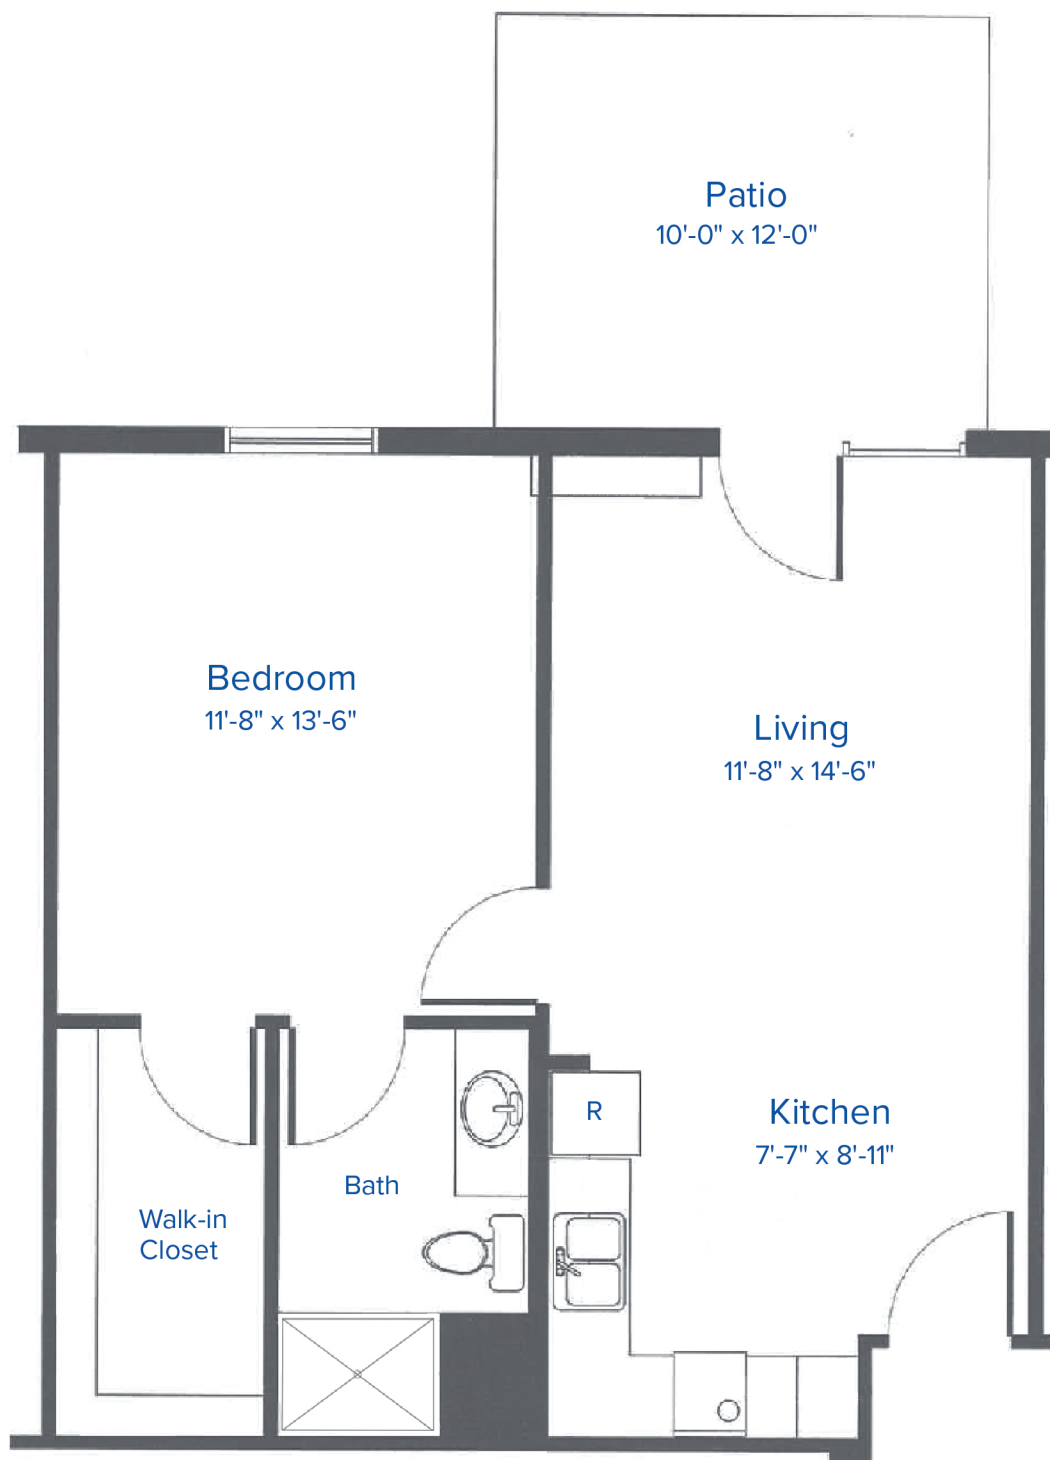 Patio
10'-0" x 12'-0"
Bedroom
11'-8" x 13'-6"
Living
11'-8" x 14'-6"
R
Kitchen
7'-7" x 8'-11"
Bath
Walk-in
Closet